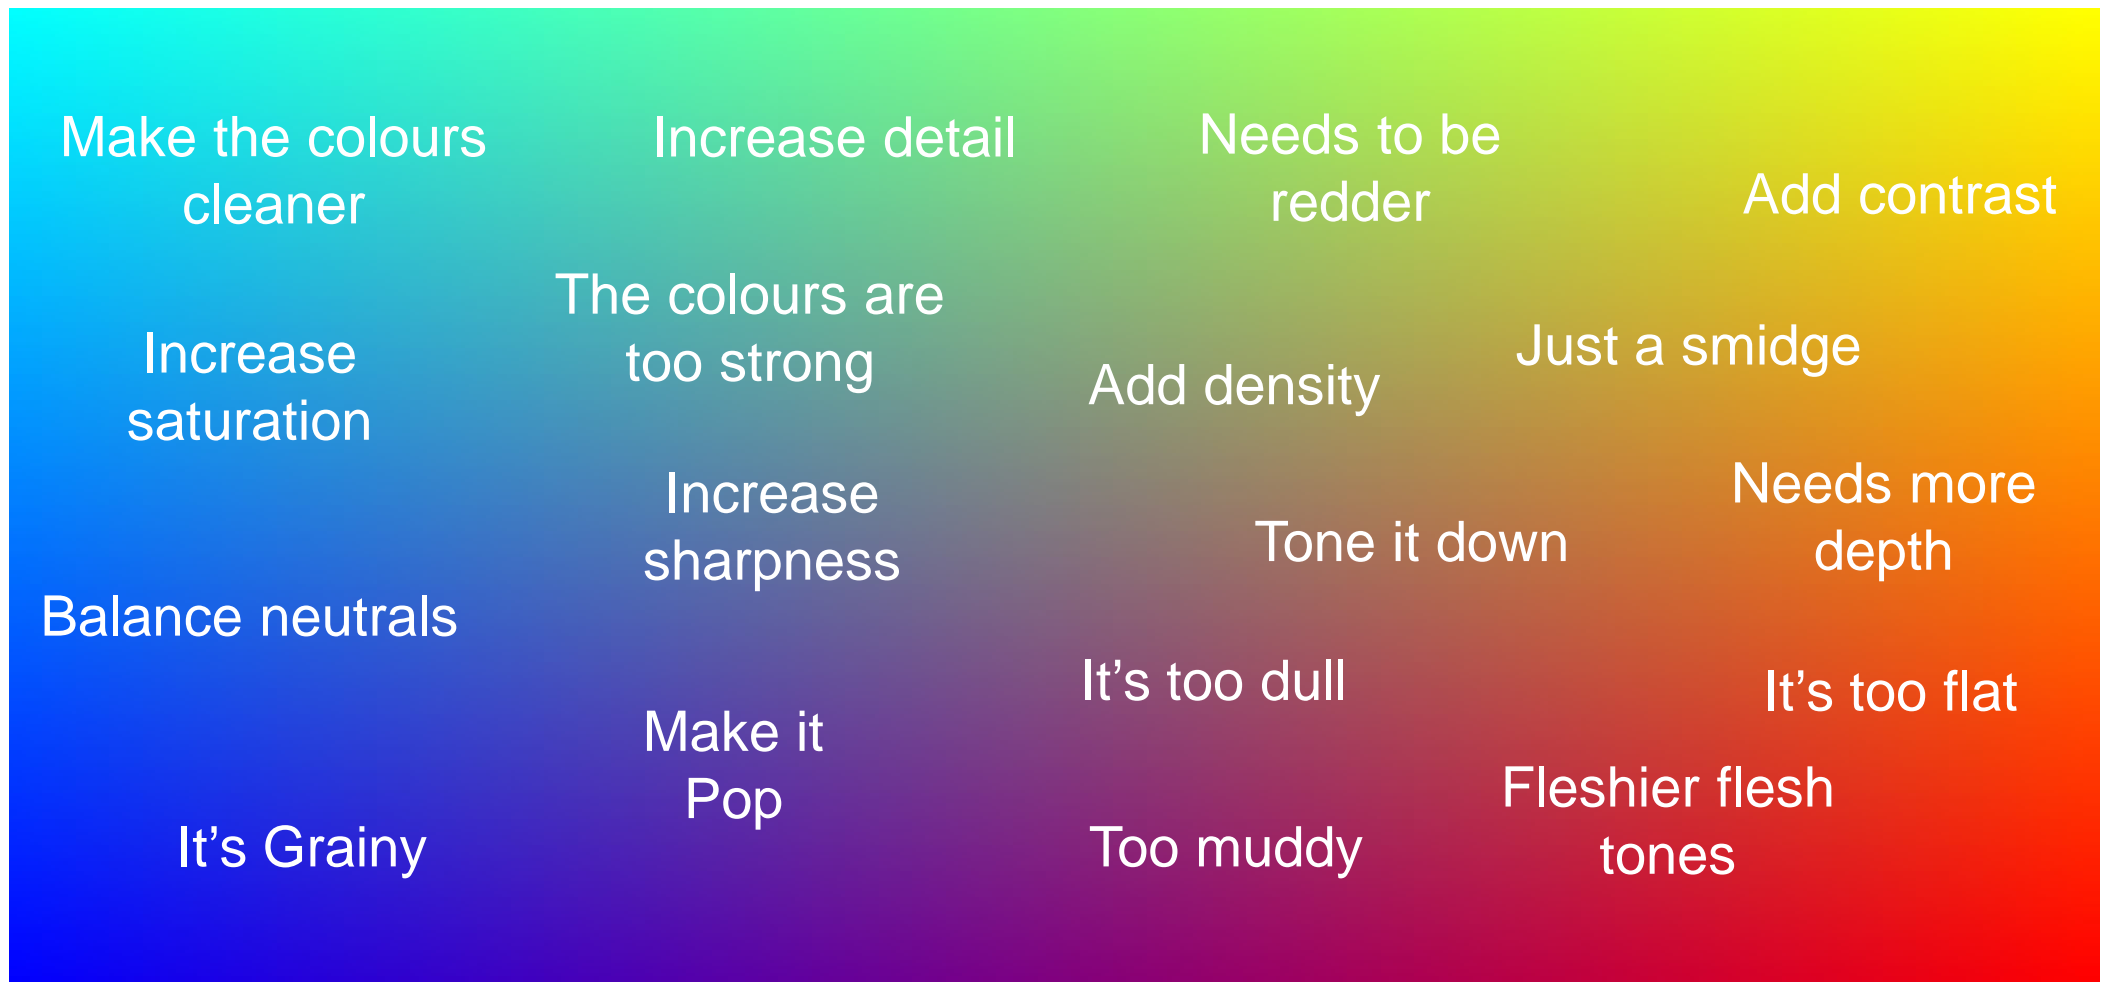 Make the colours
cleaner
Increase detail
Needs to be
redder
Add contrast
The colours are
too strong
Increase
saturation
Add density
Just a smidge
Increase
sharpness
Tone it down
Needs more
depth
Balance neutrals
It’s too dull
It’s too flat
Make it
Pop
Fleshier flesh
tones
It’s Grainy
Too muddy